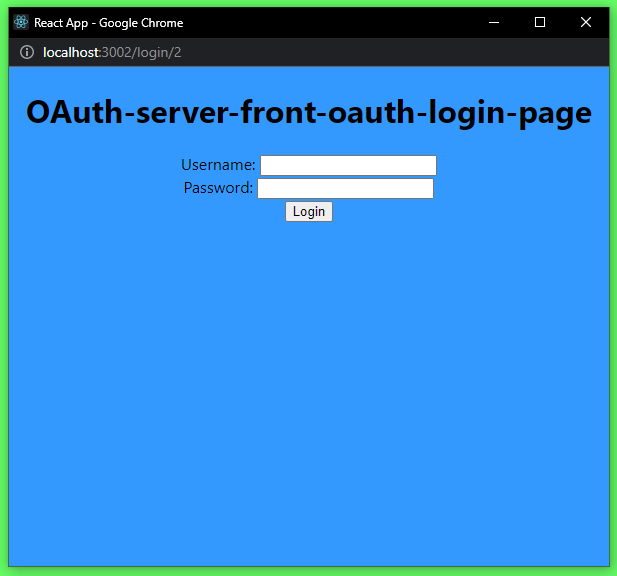 React App - Google Chrome
localhost:3002/login/2
OAuth-server-front-oauth-login-page
Username:
Password:
Login